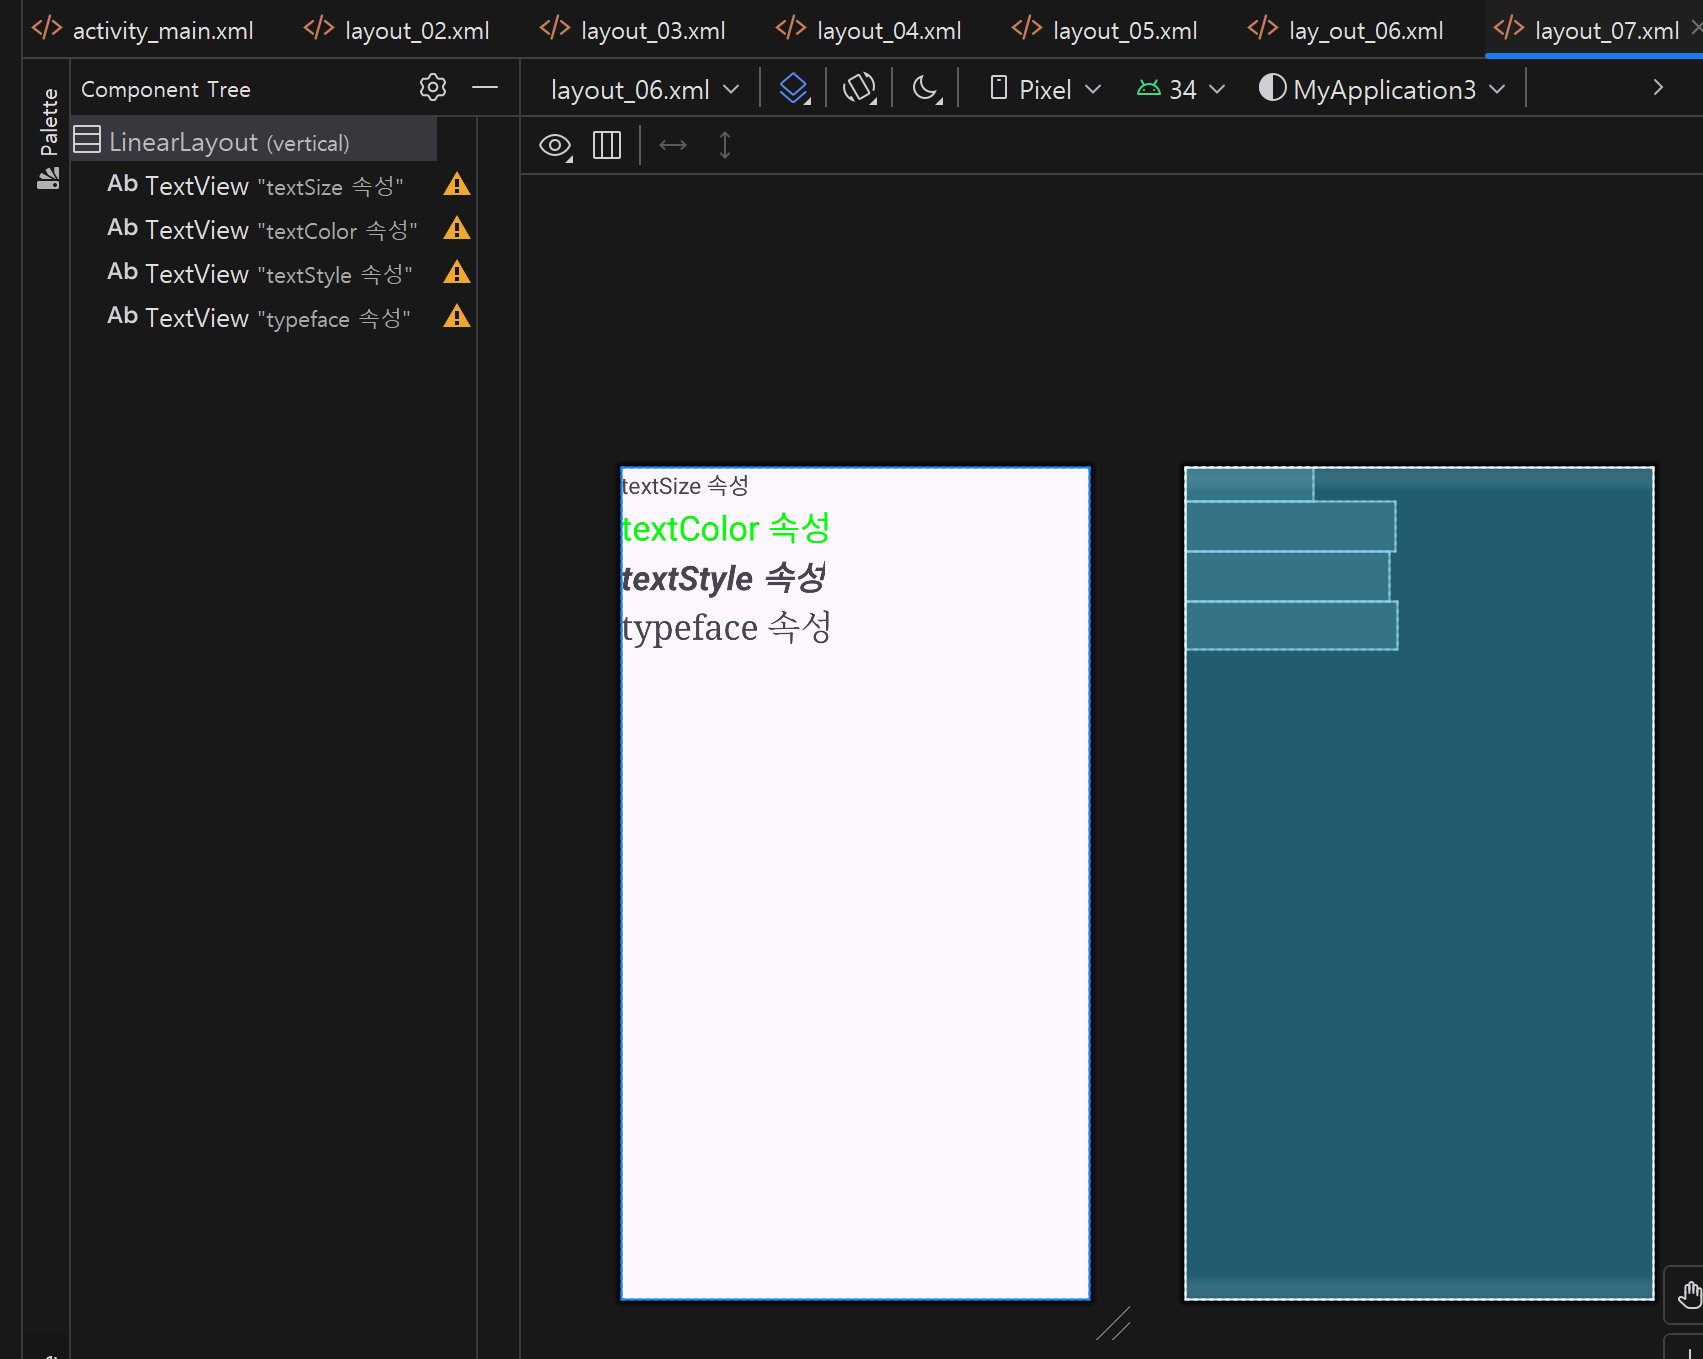 activity_main.xml
layout_02.xml
layout_03.xml
layout_04.xml
layout_05.xml
lay_out_06.xml
layout_07.xml
Palette
Component Tree
layout_06.xml
Pixel
34
MyApplication3
LinearLayout (vertical)
Ab TextView "textSize 속성"
Ab TextView "textColor 속성"
Ab TextView "textStyle 속성"
Ab TextView "typeface 속성"
textSize 속성
textColor 속성
textStyle 속성
typeface 속성